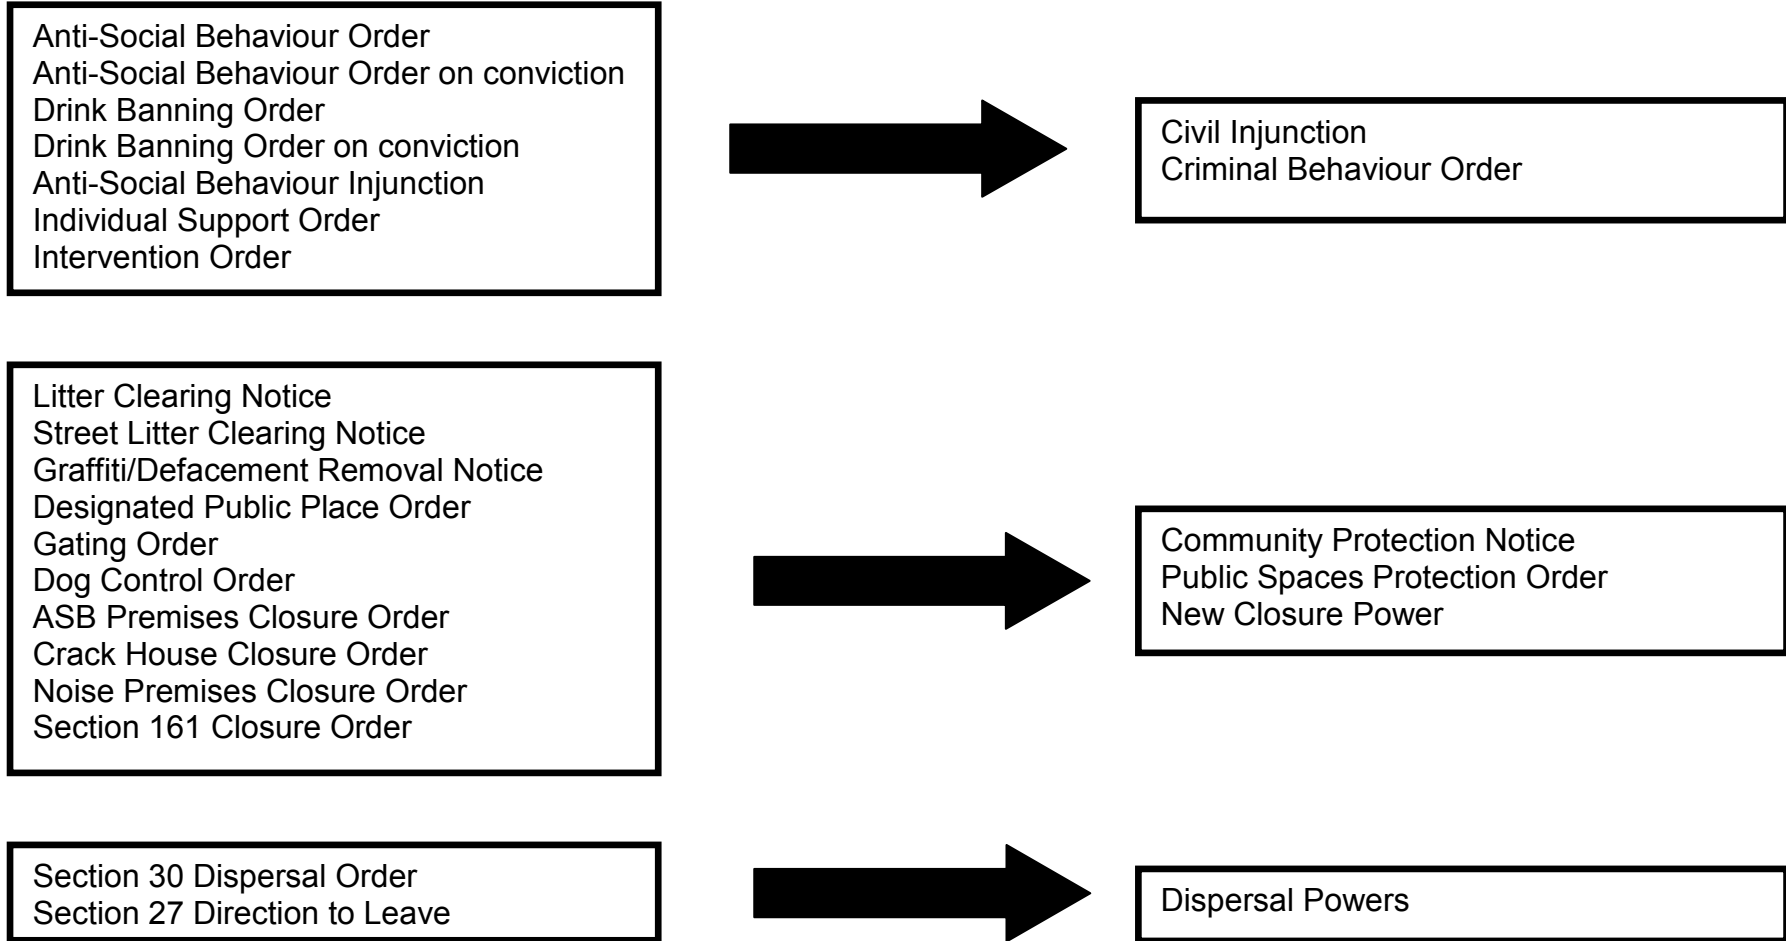 Anti-Social Behaviour Order
Anti-Social Behaviour Order on conviction
Drink Banning Order
Drink Banning Order on conviction
Anti-Social Behaviour Injunction
Individual Support Order
Intervention Order
Civil Injunction
Criminal Behaviour Order
Litter Clearing Notice
Street Litter Clearing Notice
Graffiti/Defacement Removal Notice
Designated Public Place Order
Gating Order
Dog Control Order
ASB Premises Closure Order
Crack House Closure Order
Noise Premises Closure Order
Section 161 Closure Order
Community Protection Notice
Public Spaces Protection Order
New Closure Power
Section 30 Dispersal Order
Section 27 Direction to Leave
Dispersal Powers